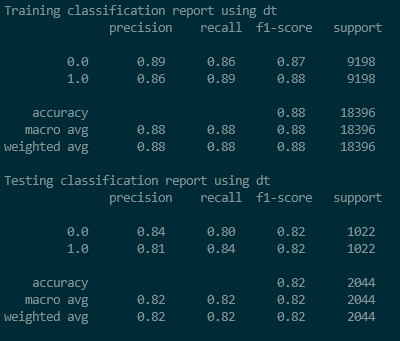 Training classification report using dt
precision recall f1-score support
0.0 0.89 0.86 0.87 9198
1.0 0.86 0.89 0.88 9198
accuracy 0.88 18396
macro avg 0.88 0.88 0.88 18396
weighted avg 0.88 0.88 0.88 18396
Testing classification report using dt
precision recall f1-score support
0.0 0.84 0.80 0.82 1022
1.0 0.81 0.84 0.82 1022
accuracy 0.82 2044
macro avg 0.82 0.82 0.82 2044
weighted avg 0.82 0.82 0.82 2044